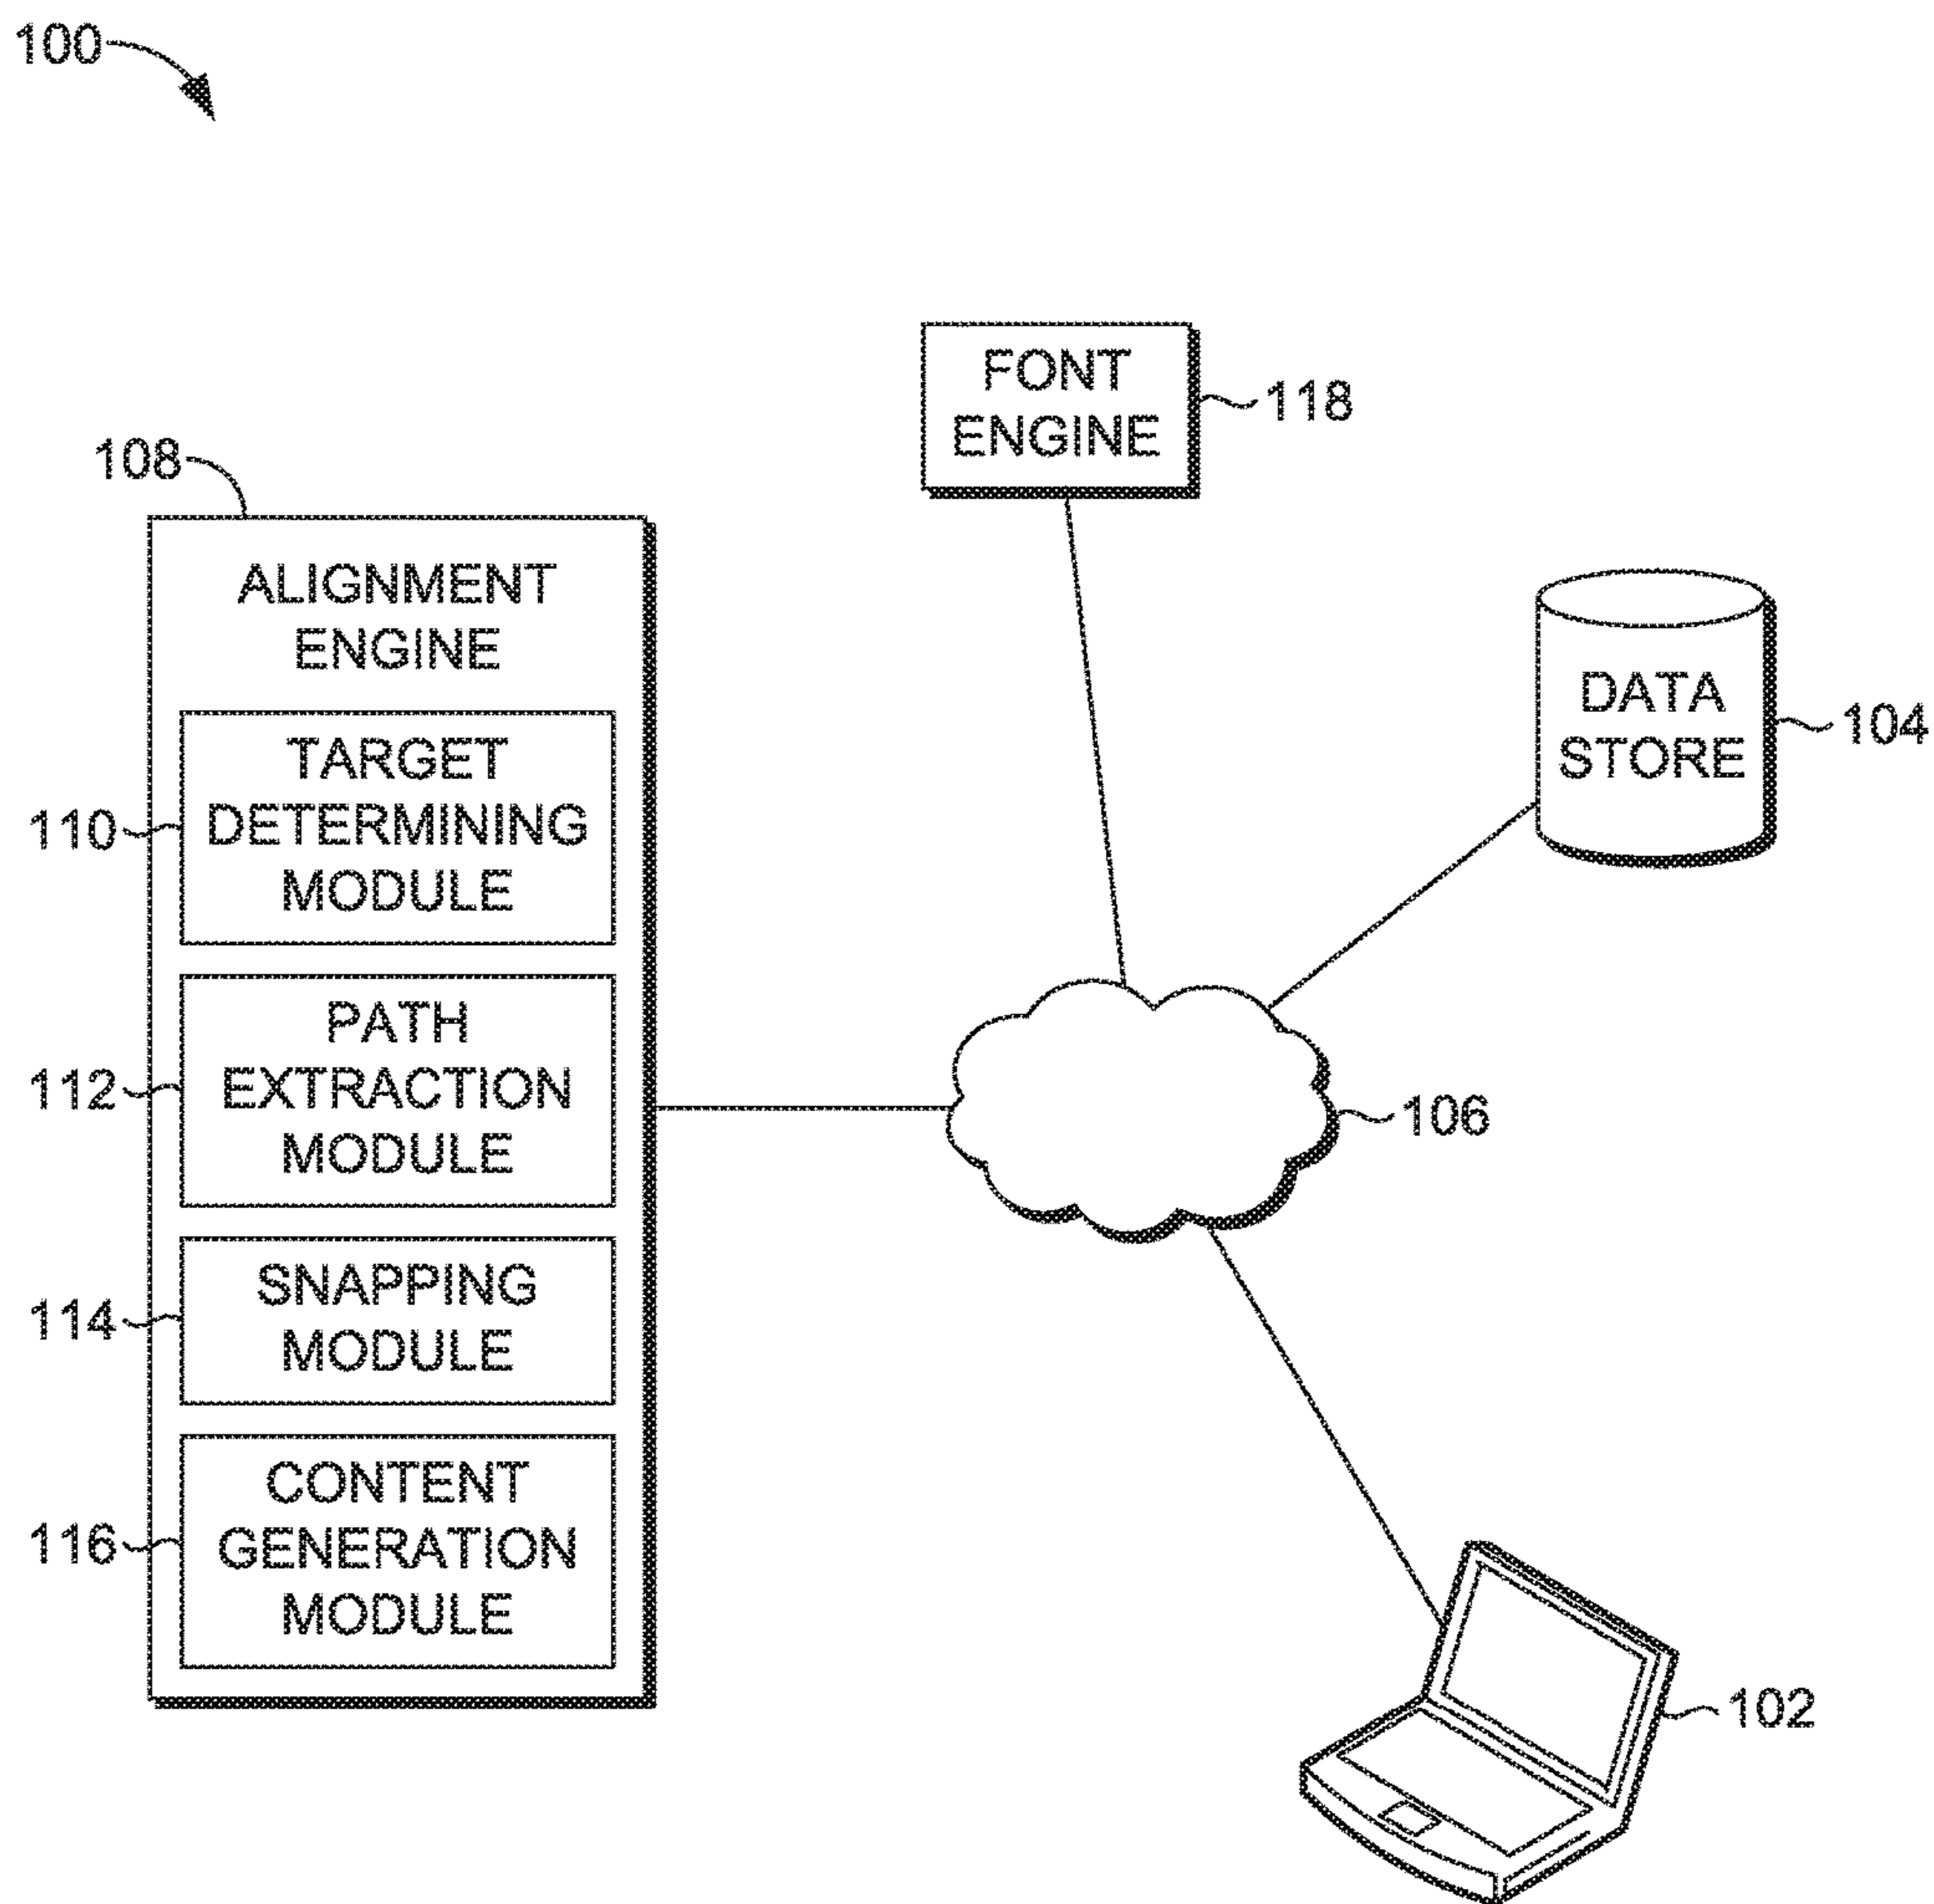 100
FONT
ENGINE
118
108
ALIGNMENT
ENGINE
DATA
STORE
104
TARGET
DETERMINING
MODULE
110
PATH
EXTRACTION
MODULE
112
106
SNAPPING
MODULE
114
CONTENT
GENERATION
MODULE
116
102